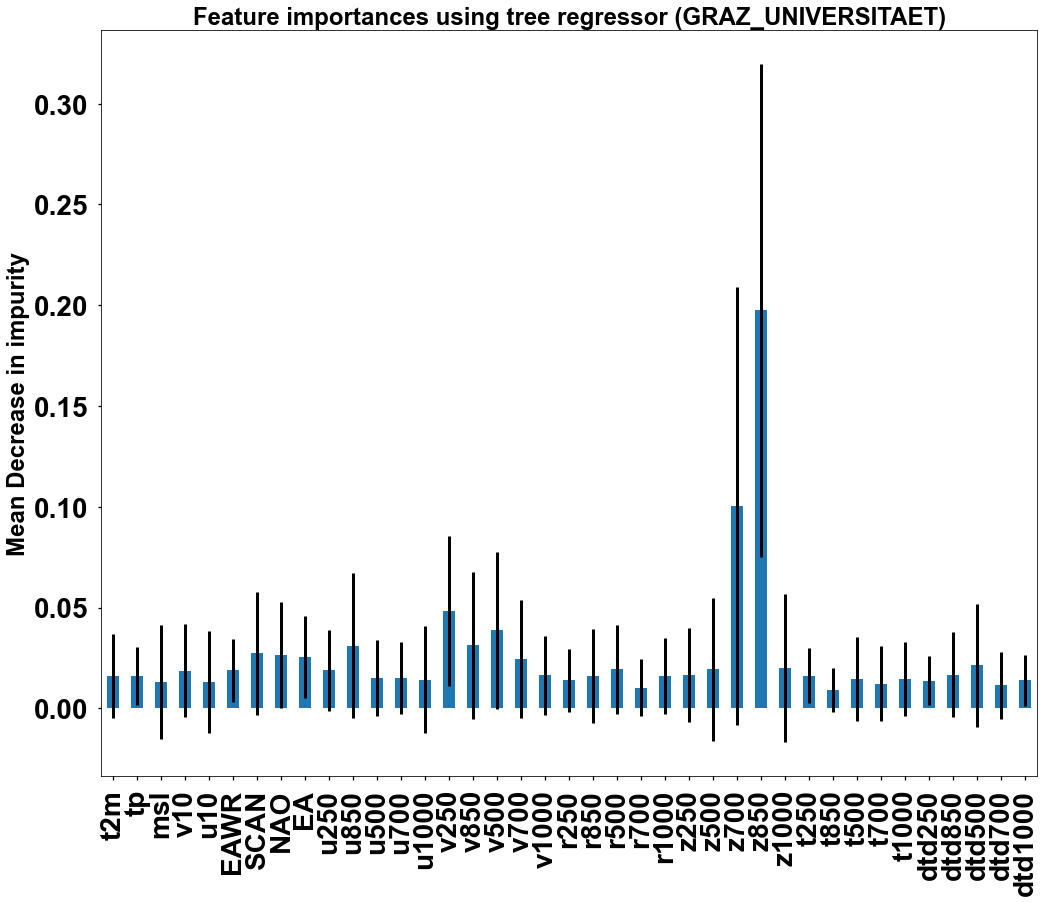 Feature importances using tree regressor (GRAZ_UNIVERSITAET)
Mean Decrease in impurity
0.30
0.25
0.20
0.15
0.10
0.05
0.00
t2m
tp
msl
v10
u10
EAWR
SCAN
NAO
EA
u250
u850
u500
u700
u1000
v250
v850
v500
v700
v1000
r250
r850
r500
r700
r1000
z250
z500
z700
z850
z1000
t250
t850
t500
t700
t1000
dtd250
dtd850
dtd500
dtd700
dtd1000